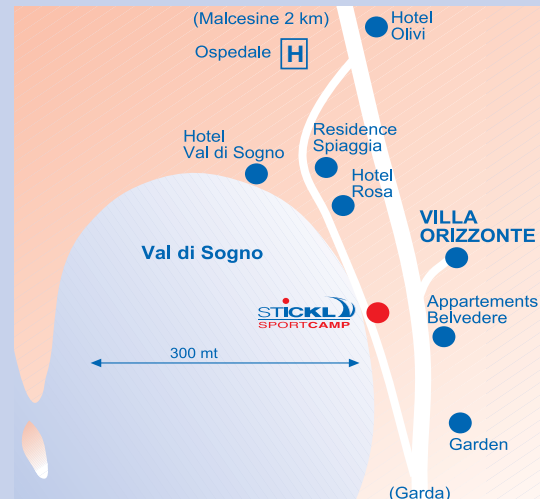 (Malcesine 2 km)
Hotel
Olivi
Ospedale H
Hotel
Val di Sogno
Residence
Spiaggia
Hotel
Rosa
VILLA
ORIZZONTE
Val di Sogno
STICKL
SPORTCAMP
Appartements
Belvedere
300 mt
Garden
(Garda)